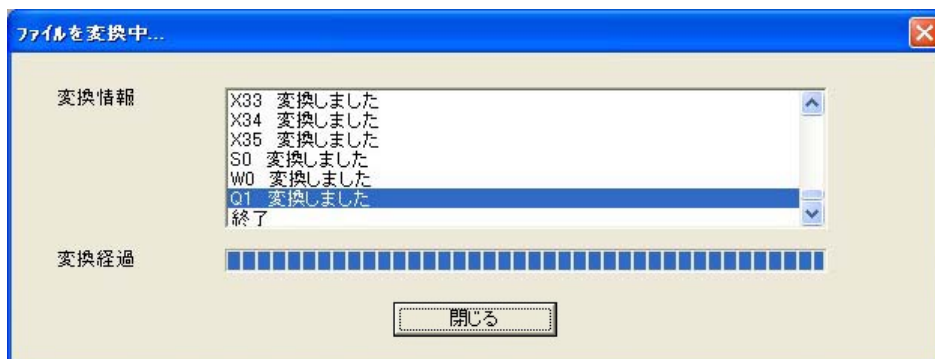 ファイルを変換中...
変換情報
X33 変換しました
X34 変換しました
X35 変換しました
S0 変換しました
W0 変換しました
Q1 変換しました
終了
変換経過
閉じる